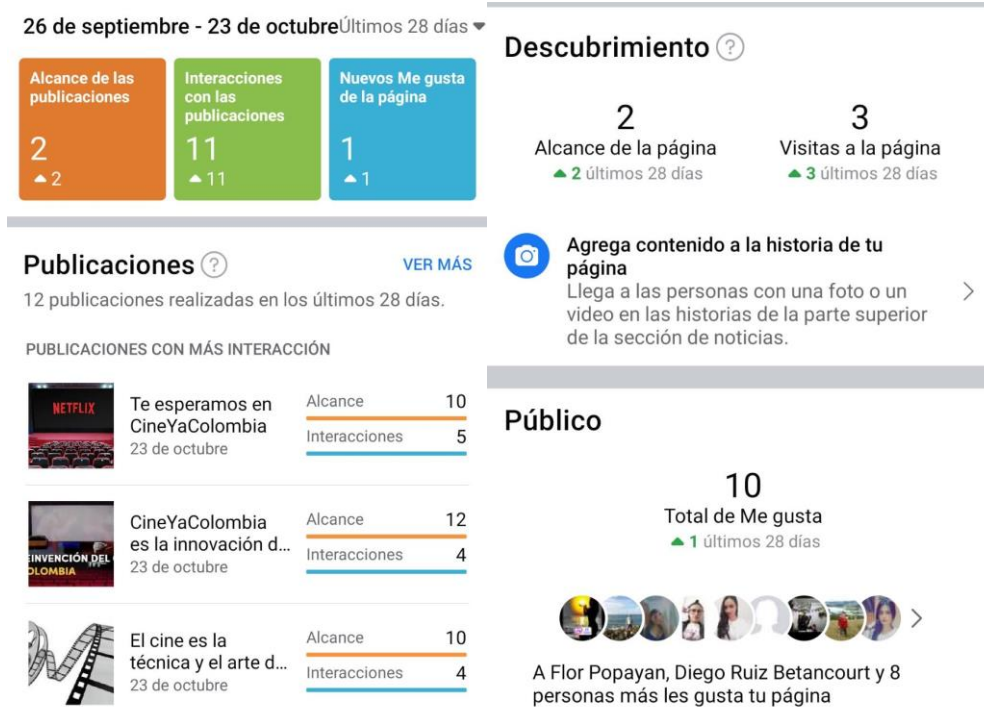 26 de septiembre - 23 de octubre Últimos 28 días
Alcance de las
publicaciones
2
2
Interacciones
con las
publicaciones
11
11
Nuevos Me gusta
de la página
1
1
Publicaciones ?
VER MÁS
12 publicaciones realizadas en los últimos 28 días.
PUBLICACIONES CON MÁS INTERACCIÓN
NETFLIX
Te esperamos en
CineYaColombia
23 de octubre
Alcance 10
Interacciones 5
EINVENCIÓN DEL
OLOMBIA
CineYaColombia
es la innovación d...
23 de octubre
Alcance 12
Interacciones 4
El cine es la
técnica y el arte d...
23 de octubre
Alcance 10
Interacciones 4
Descubrimiento ?
2
Alcance de la página
2 últimos 28 días
3
Visitas a la página
3 últimos 28 días
Agrega contenido a la historia de tu
página
Llega a las personas con una foto o un
video en las historias de la parte superior
de la sección de noticias.
Público
10
Total de Me gusta
1 últimos 28 días
A Flor Popayan, Diego Ruiz Betancourt y 8
personas más les gusta tu página